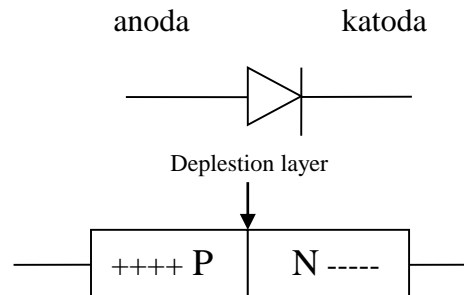 anoda katoda
Deplestion layer
++++ P N -----